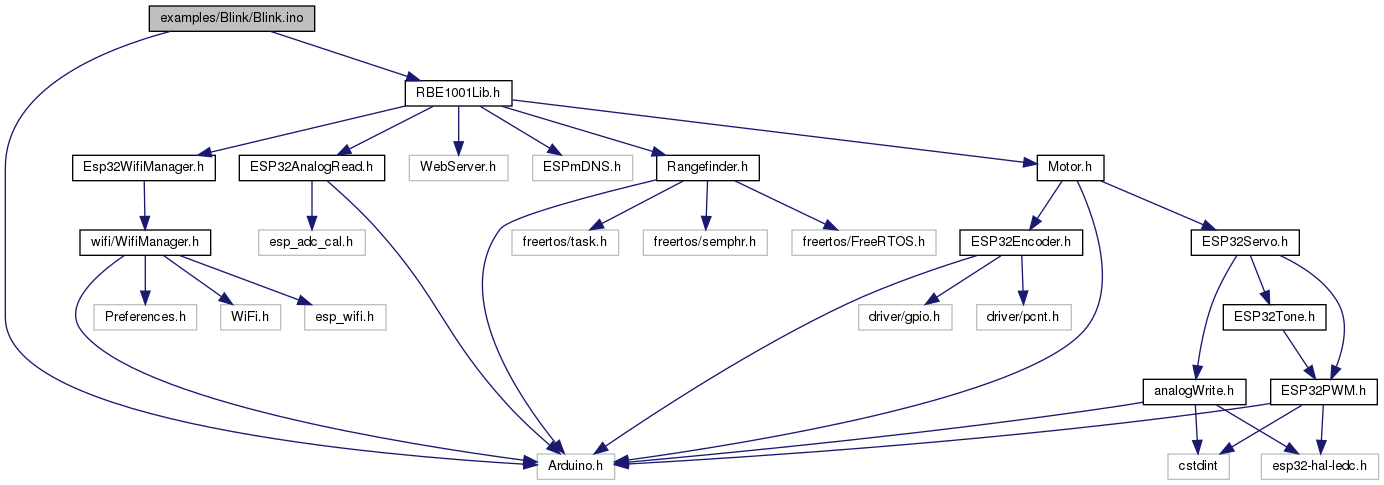 examples/Blink/Blink.ino
RBE1001Lib.h
Esp32WifiManager.h
ESP32AnalogRead.h
WebServer.h
ESPmDNS.h
Rangefinder.h
Motor.h
wifi/WifiManager.h
esp_adc_cal.h
freertos/task.h
freertos/semphr.h
freertos/FreeRTOS.h
ESP32Encoder.h
ESP32Servo.h
Preferences.h
WiFi.h
esp_wifi.h
driver/gpio.h
driver/pcnt.h
ESP32Tone.h
analogWrite.h
ESP32PWM.h
Arduino.h
cstdint
esp32-hal-ledc.h